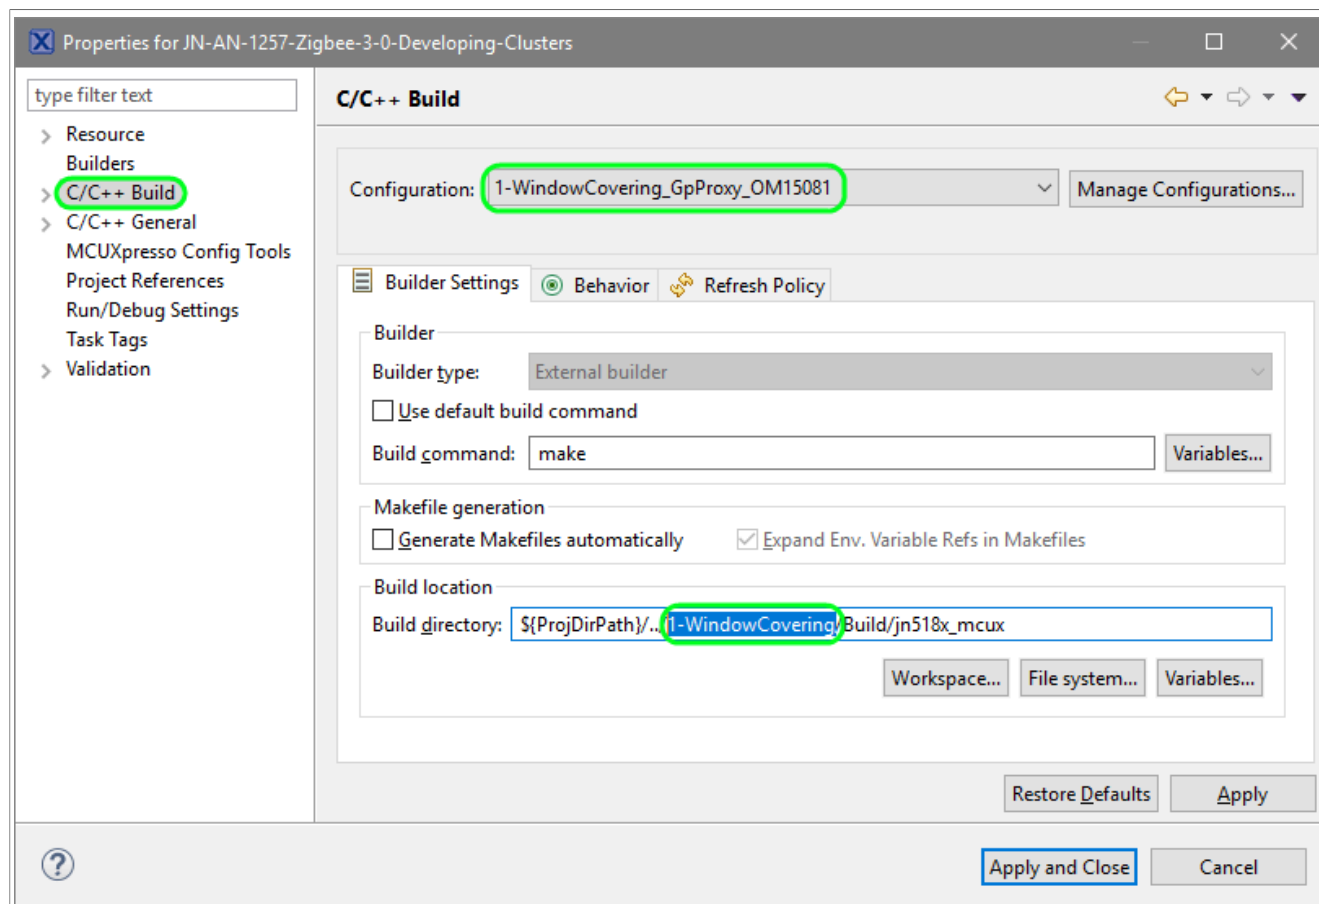 Properties for JN-AN-1257-Zigbee-3-0-Developing-Clusters
type filter text
Resource
Builders
C/C++ Build
C/C++ General
MCUXpresso Config Tools
Project References
Run/Debug Settings
Task Tags
Validation
C/C++ Build
Configuration: 1-WindowCovering_GpProxy_OM15081 Manage Configurations...
Builder Settings Behavior Refresh Policy
Builder
Builder type: External builder
Use default build command
Build command: make Variables...
Makefile generation
Generate Makefiles automatically Expand Env. Variable Refs in Makefiles
Build location
Build directory: ${ProjDirPath}/../1-WindowCovering/Build/jn518x_mcux
Workspace... File system... Variables...
Restore Defaults Apply
? Apply and Close Cancel